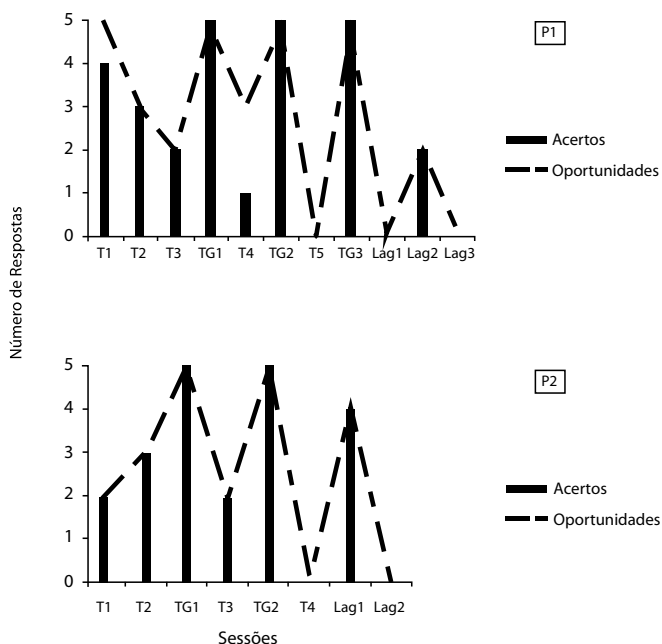 P1
5
4
3
2
1
0
T1 T2 T3 TG1 T4 TG2 T5 TG3 Lag1 Lag2 Lag3
Acertos
Oportunidades
Número de Respostas
P2
5
4
3
2
1
0
T1 T2 TG1 T3 TG2 T4 Lag1 Lag2
Acertos
Oportunidades
Sessões